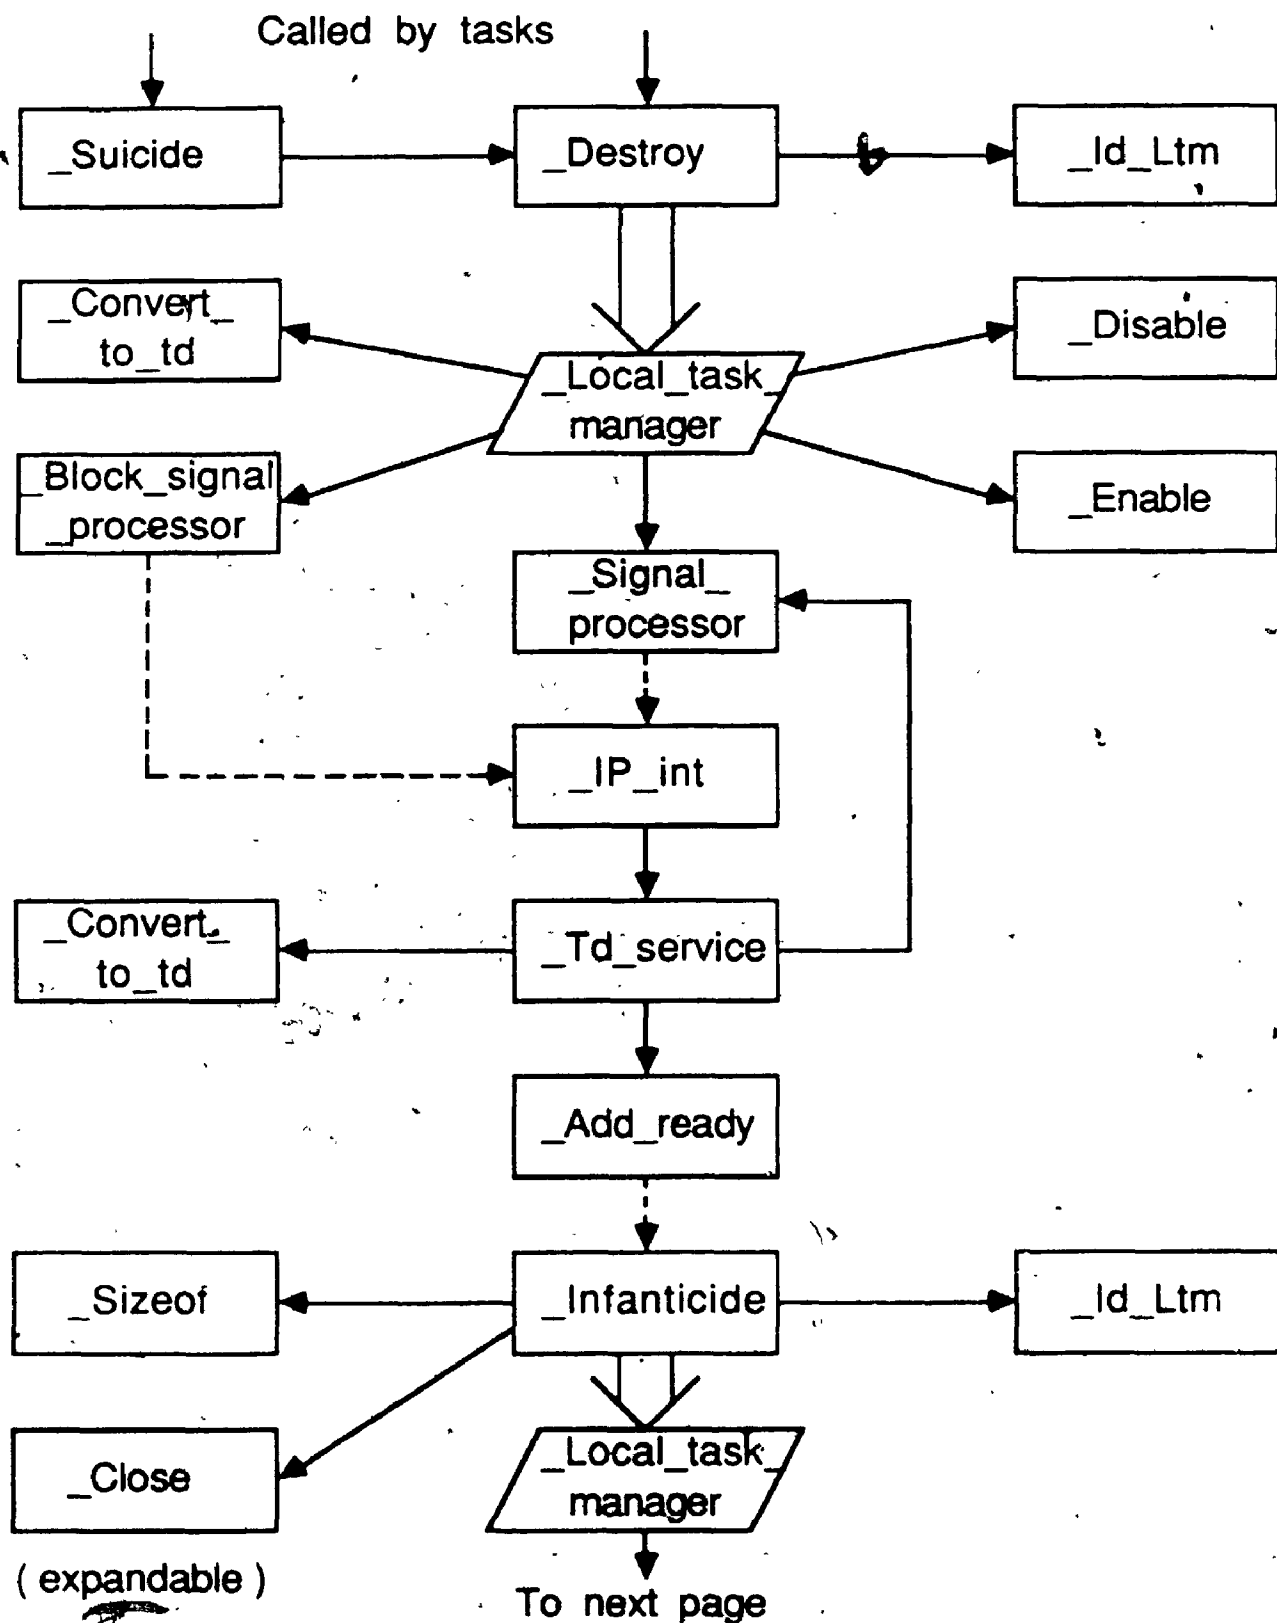 Called by tasks
_Suicide
_Destroy
_Id_Ltm
_Convert_
to_td
_Local_task_
manager
_Disable
_Block_signal
_processor
_Enable
_Signal_
processor
_IP_int
_Convert_
to_td
_Td_service
_Add_ready
_Sizeof
_Infanticide
_Id_Ltm
_Close
_Local_task_
manager
( expandable )
To next page